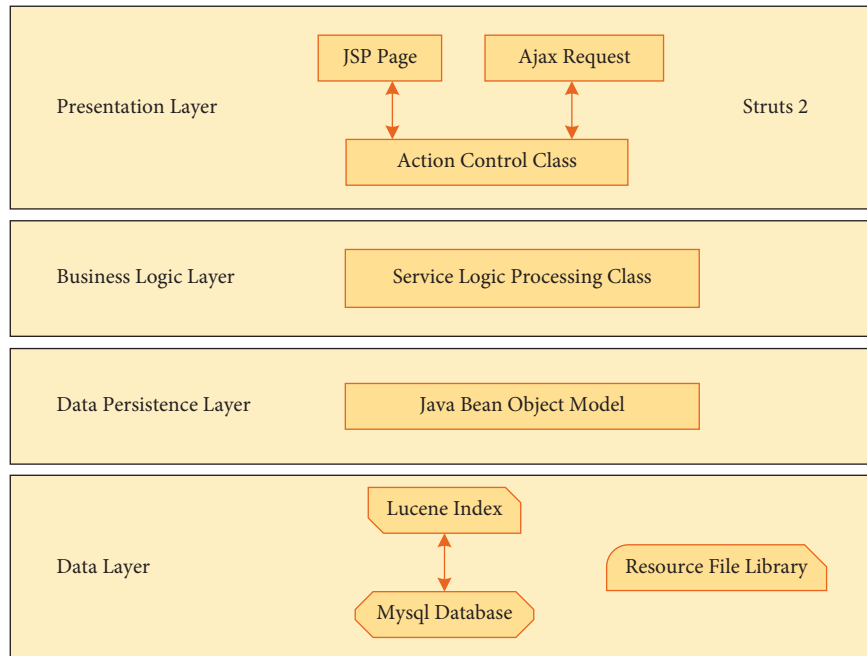 JSP Page
Ajax Request
Presentation Layer
Struts 2
Action Control Class
Business Logic Layer
Service Logic Processing Class
Data Persistence Layer
Java Bean Object Model
Lucene Index
Data Layer
Resource File Library
Mysql Database